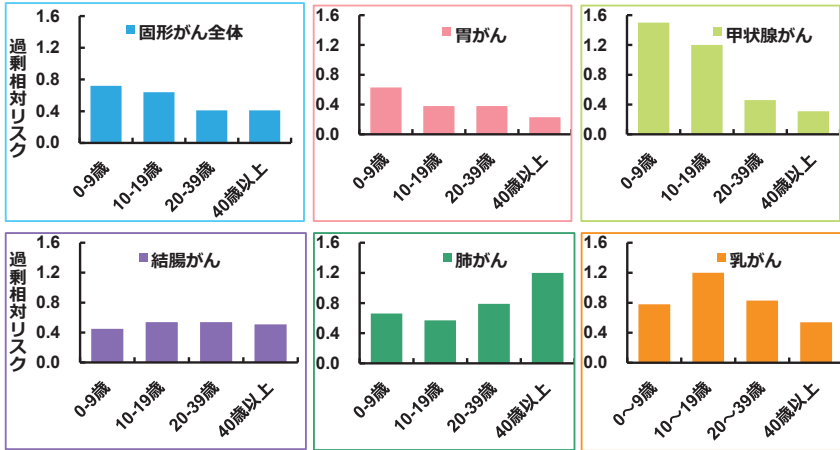 過剰相対リスク
固形がん全体
1.6
1.2
0.8
0.4
0.0
0-9歳
10-19歳
20-39歳
40歳以上
胃がん
1.6
1.2
0.8
0.4
0.0
0-9歳
10-19歳
20-39歳
40歳以上
甲状腺がん
1.6
1.2
0.8
0.4
0.0
0-9歳
10-19歳
20-39歳
40歳以上
過剰相対リスク
結腸がん
1.6
1.2
0.8
0.4
0.0
0-9歳
10-19歳
20-39歳
40歳以上
肺がん
1.6
1.2
0.8
0.4
0.0
0-9歳
10-19歳
20-39歳
40歳以上
乳がん
1.6
1.2
0.8
0.4
0.0
0〜9歳
10〜19歳
20〜39歳
40歳以上